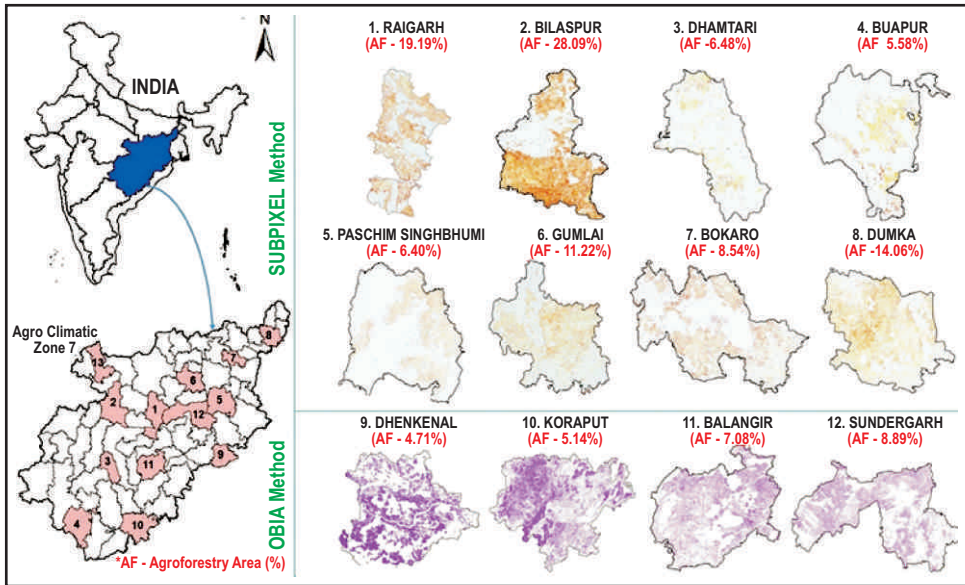 N
INDIA
Agro Climatic
Zone 7
8
7
13
6
2
1
5
12
3
11
9
4
10
*AF - Agroforestry Area (%)
SUBPIXEL Method
1. RAIGARH
(AF - 19.19%)
2. BILASPUR
(AF - 28.09%)
3. DHAMTARI
(AF -6.48%)
4. BUAPUR
(AF 5.58%)
5. PASCHIM SINGHBHUMI
(AF - 6.40%)
6. GUMLAI
(AF - 11.22%)
7. BOKARO
(AF - 8.54%)
8. DUMKA
(AF -14.06%)
OBIA Method
9. DHENKENAL
(AF - 4.71%)
10. KORAPUT
(AF - 5.14%)
11. BALANGIR
(AF - 7.08%)
12. SUNDERGARH
(AF - 8.89%)